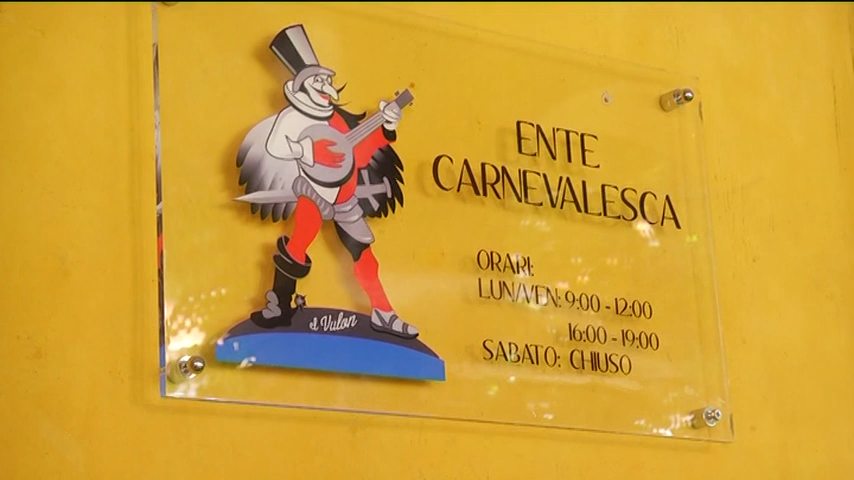 ENTE
CARNEVALESCA
ORARI:
LUN/VEN: 9:00 - 12:00
16:00 - 19:00
SABATO: CHIUSO
el Vulon